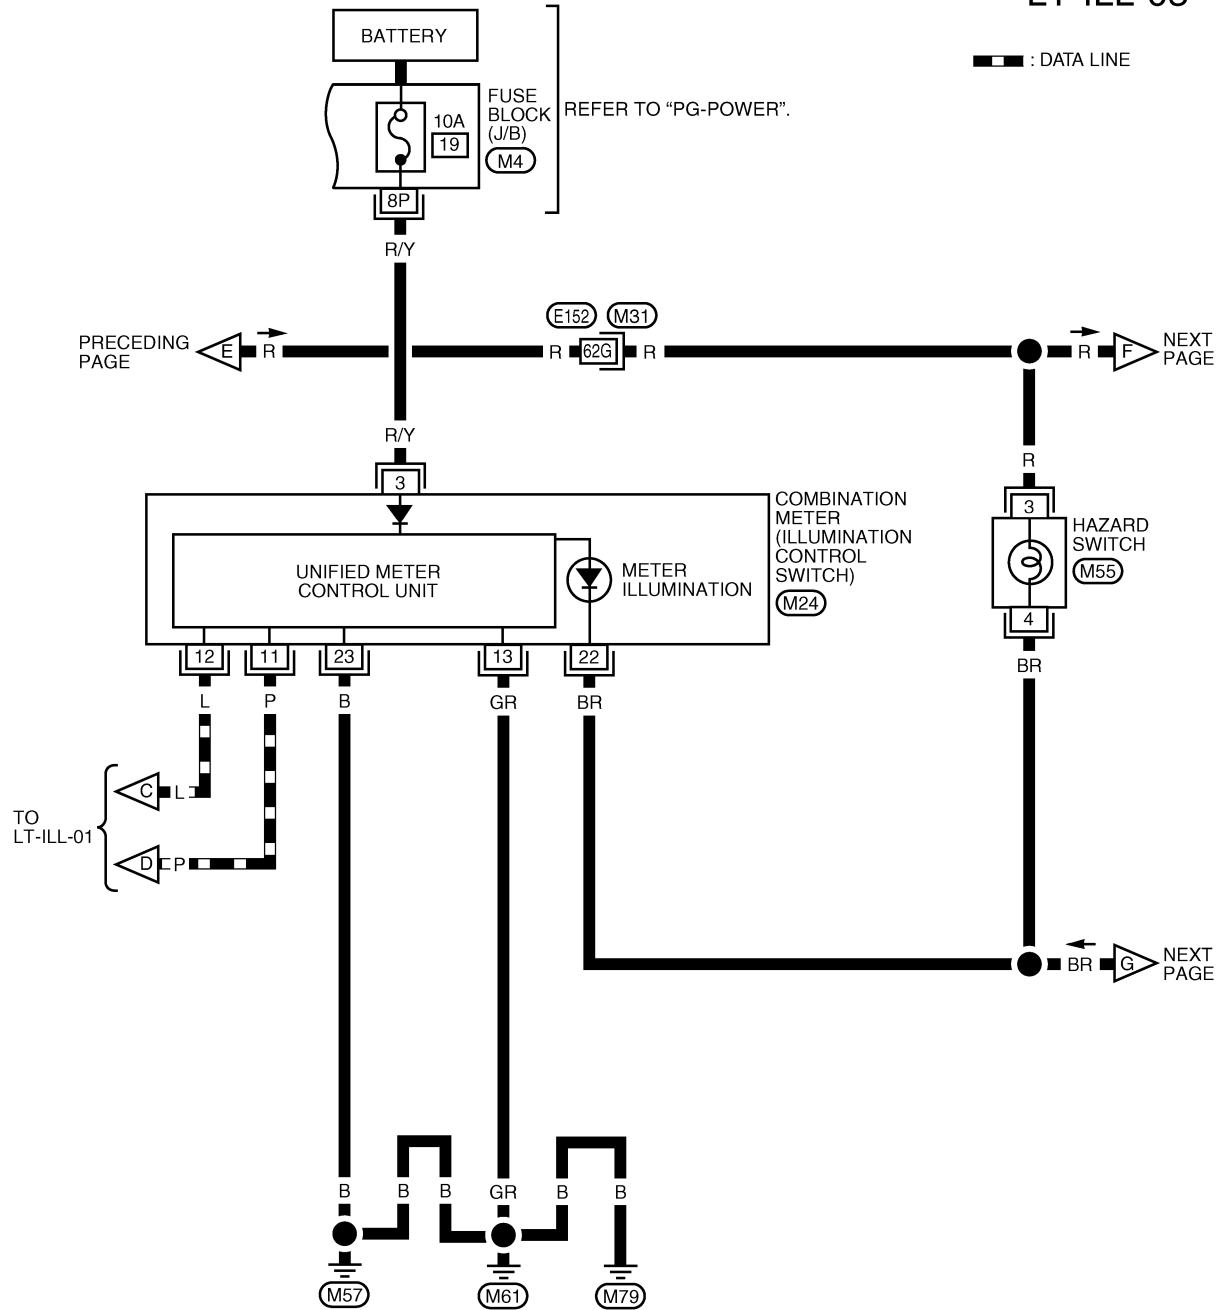 BATTERY
: DATA LINE
FUSE
BLOCK
(J/B)
M4
REFER TO “PG-POWER”.
10A
19
8P
R/Y
E152
M31
PRECEDING
PAGE
E
R
R
62G
R
R
F
NEXT
PAGE
R/Y
3
R
3
HAZARD
SWITCH
M55
4
BR
COMBINATION
METER
(ILLUMINATION
CONTROL
SWITCH)
M24
UNIFIED METER
CONTROL UNIT
METER
ILLUMINATION
12
11
23
13
22
L
P
B
GR
BR
TO
LT-ILL-01
C
L
D
P
BR
G
NEXT
PAGE
B
B
B
GR
B
B
M57
M61
M79